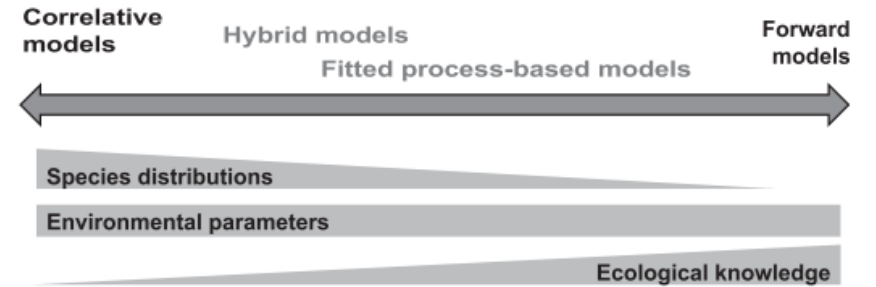 Correlative
models
Hybrid models
Fitted process-based models
Forward
models
Species distributions
Environmental parameters
Ecological knowledge